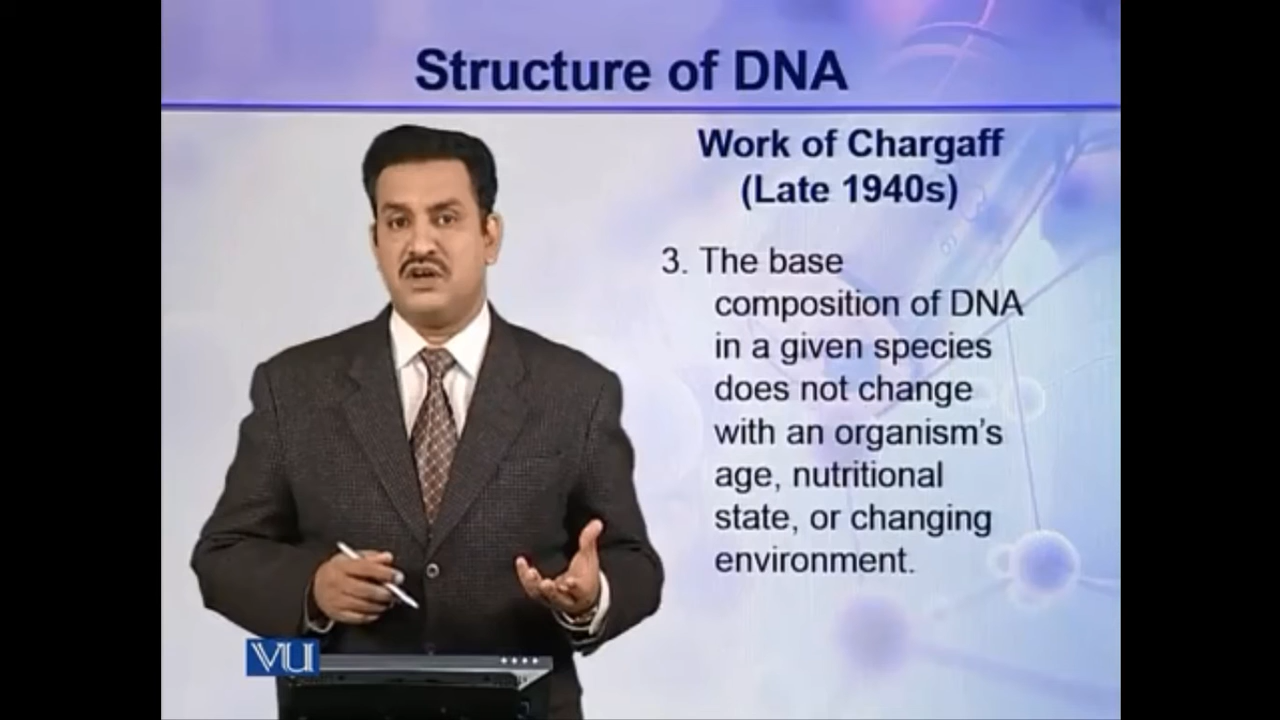 Structure of DNA
Work of Chargaff
(Late 1940s)
3. The base
composition of DNA
in a given species
does not change
with an organism's
age, nutritional
state, or changing
environment.
VU